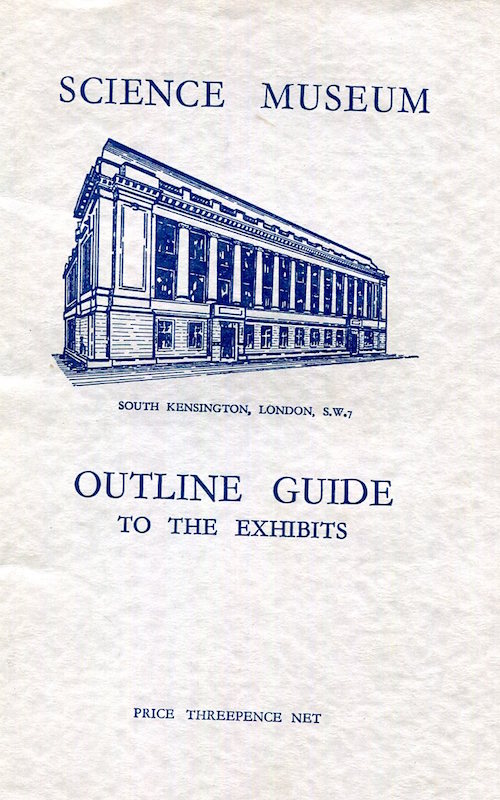 SCIENCE MUSEUM
SOUTH KENSINGTON, LONDON, S.W.7
OUTLINE GUIDE
TO THE EXHIBITS
PRICE THREEPENCE NET